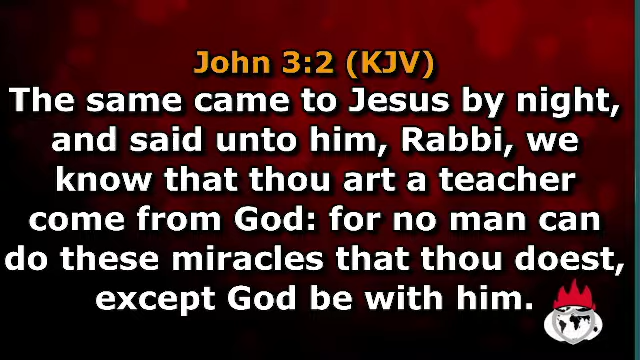 John 3:2 (KJV)
The same came to Jesus by night,
and said unto him, Rabbi, we
know that thou art a teacher
come from God: for no man can
do these miracles that thou doest,
except God be with him.